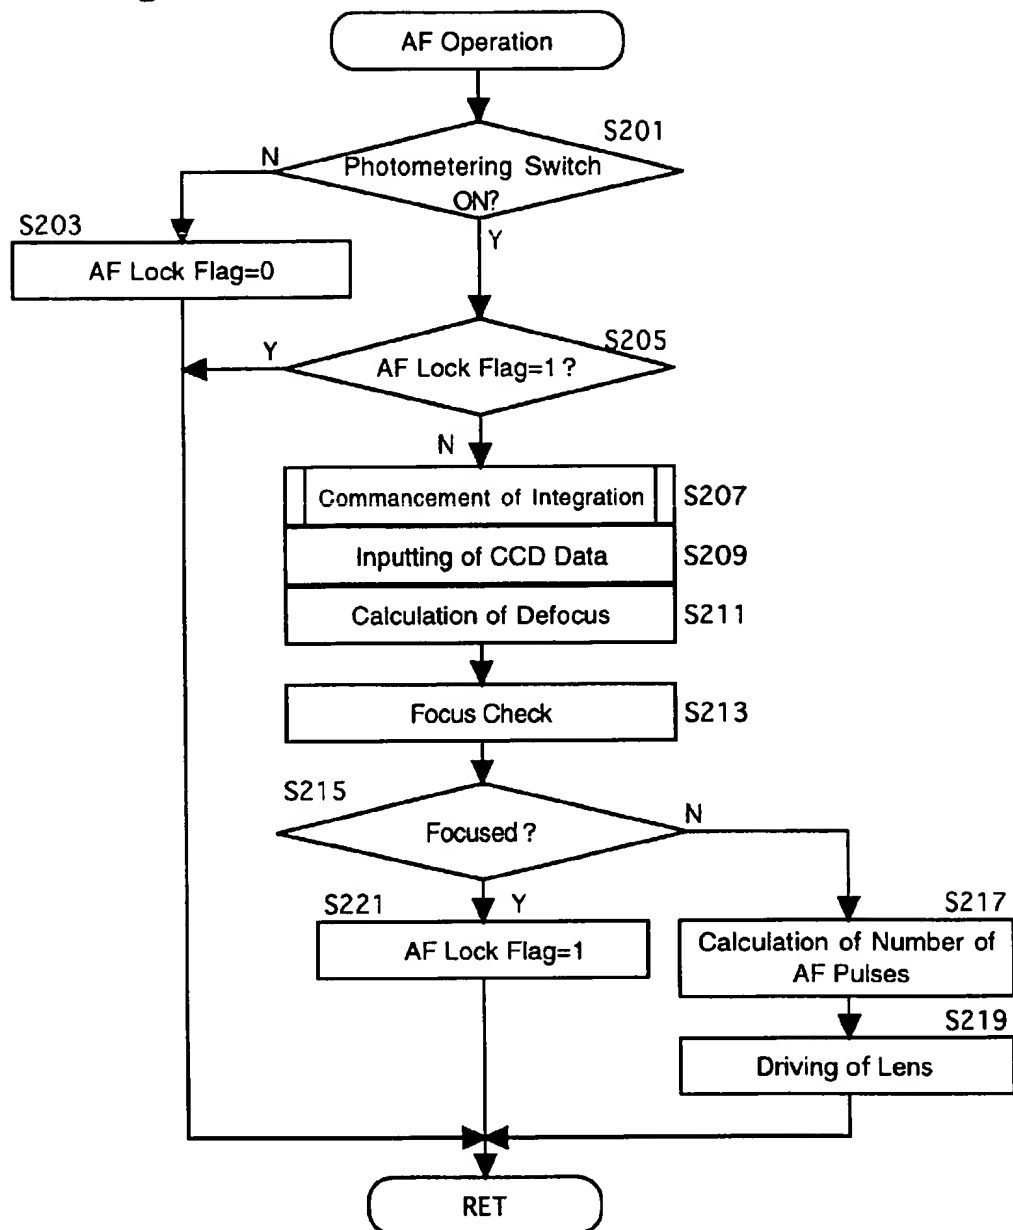 AF Operation
S201
N
Photometering Switch
ON?
Y
S203
AF Lock Flag=0
S205
Y
AF Lock Flag=1?
N
Commancement of Integration
S207
Inputting of CCD Data
S209
Calculation of Defocus
S211
Focus Check
S213
S215
Focused?
N
S221
Y
AF Lock Flag=1
S217
Calculation of Number of
AF Pulses
S219
Driving of Lens
RET